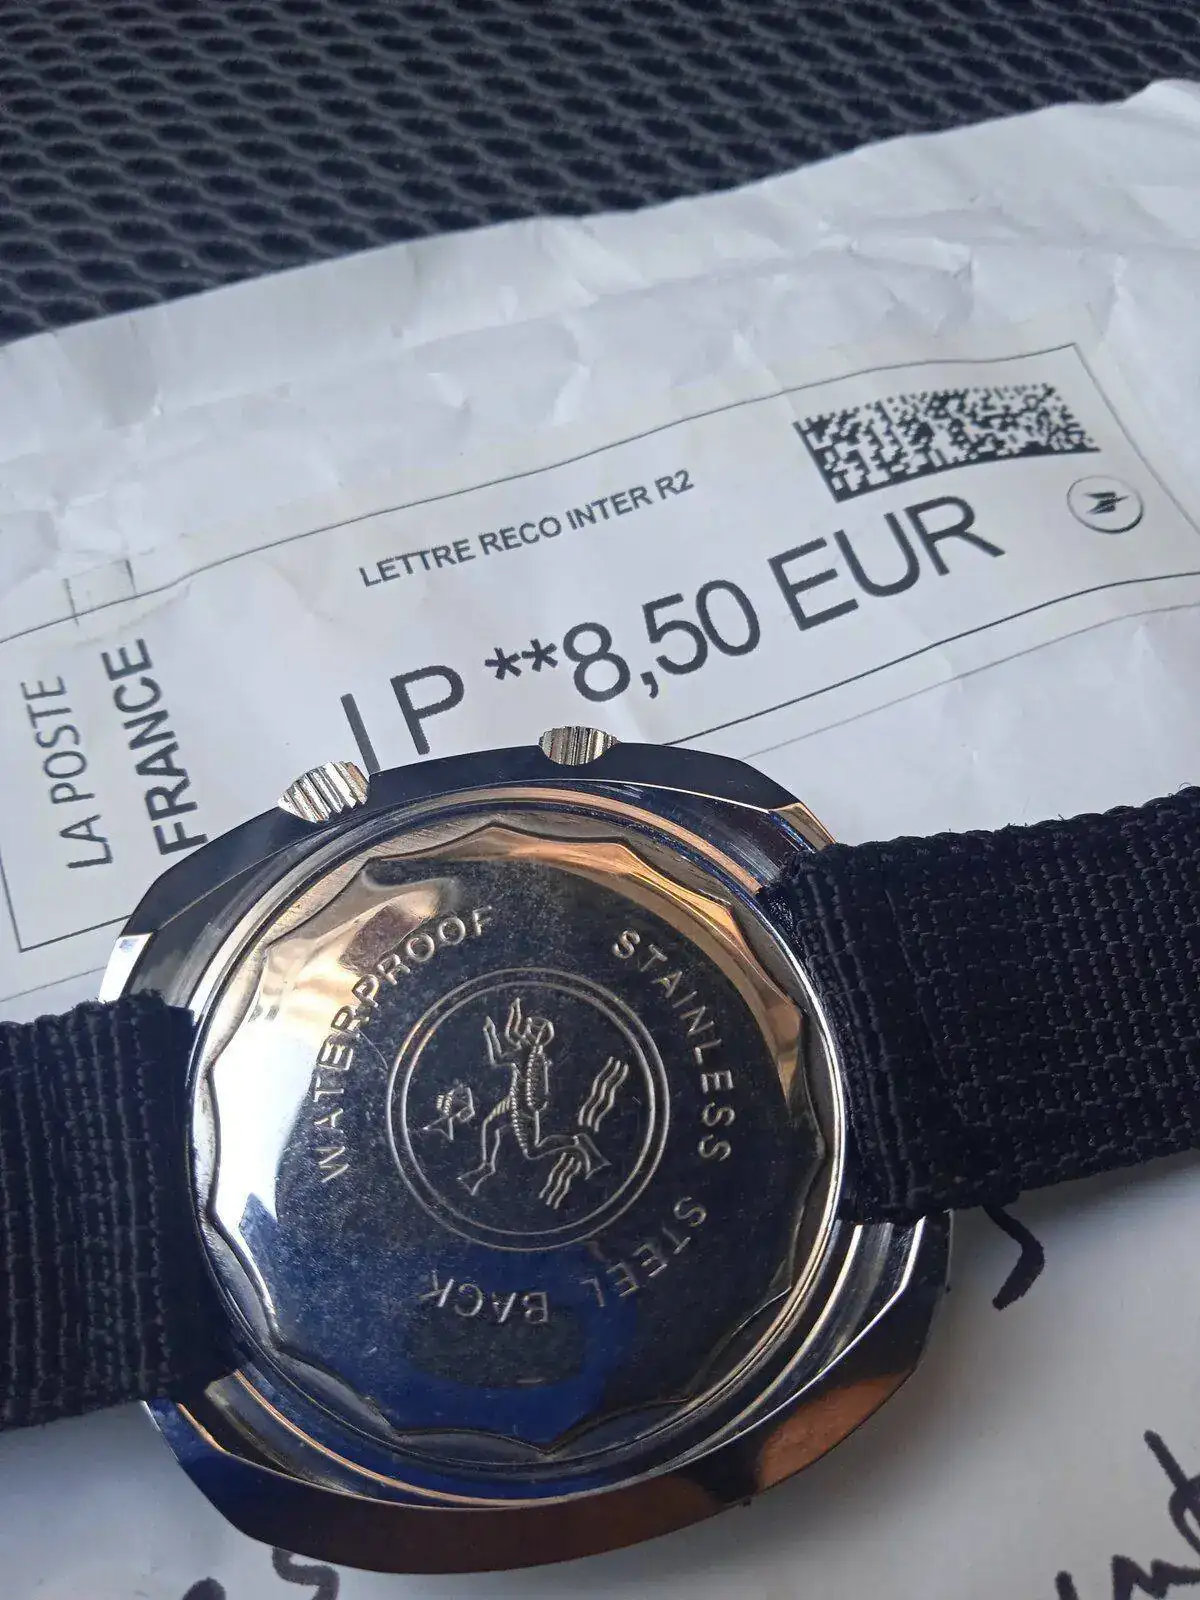 LETTRE RECO INTER R2
I P **8,50 EUR
LA POSTE
FRANCE
WATERPROOF
STAINLESS STEEL BACK